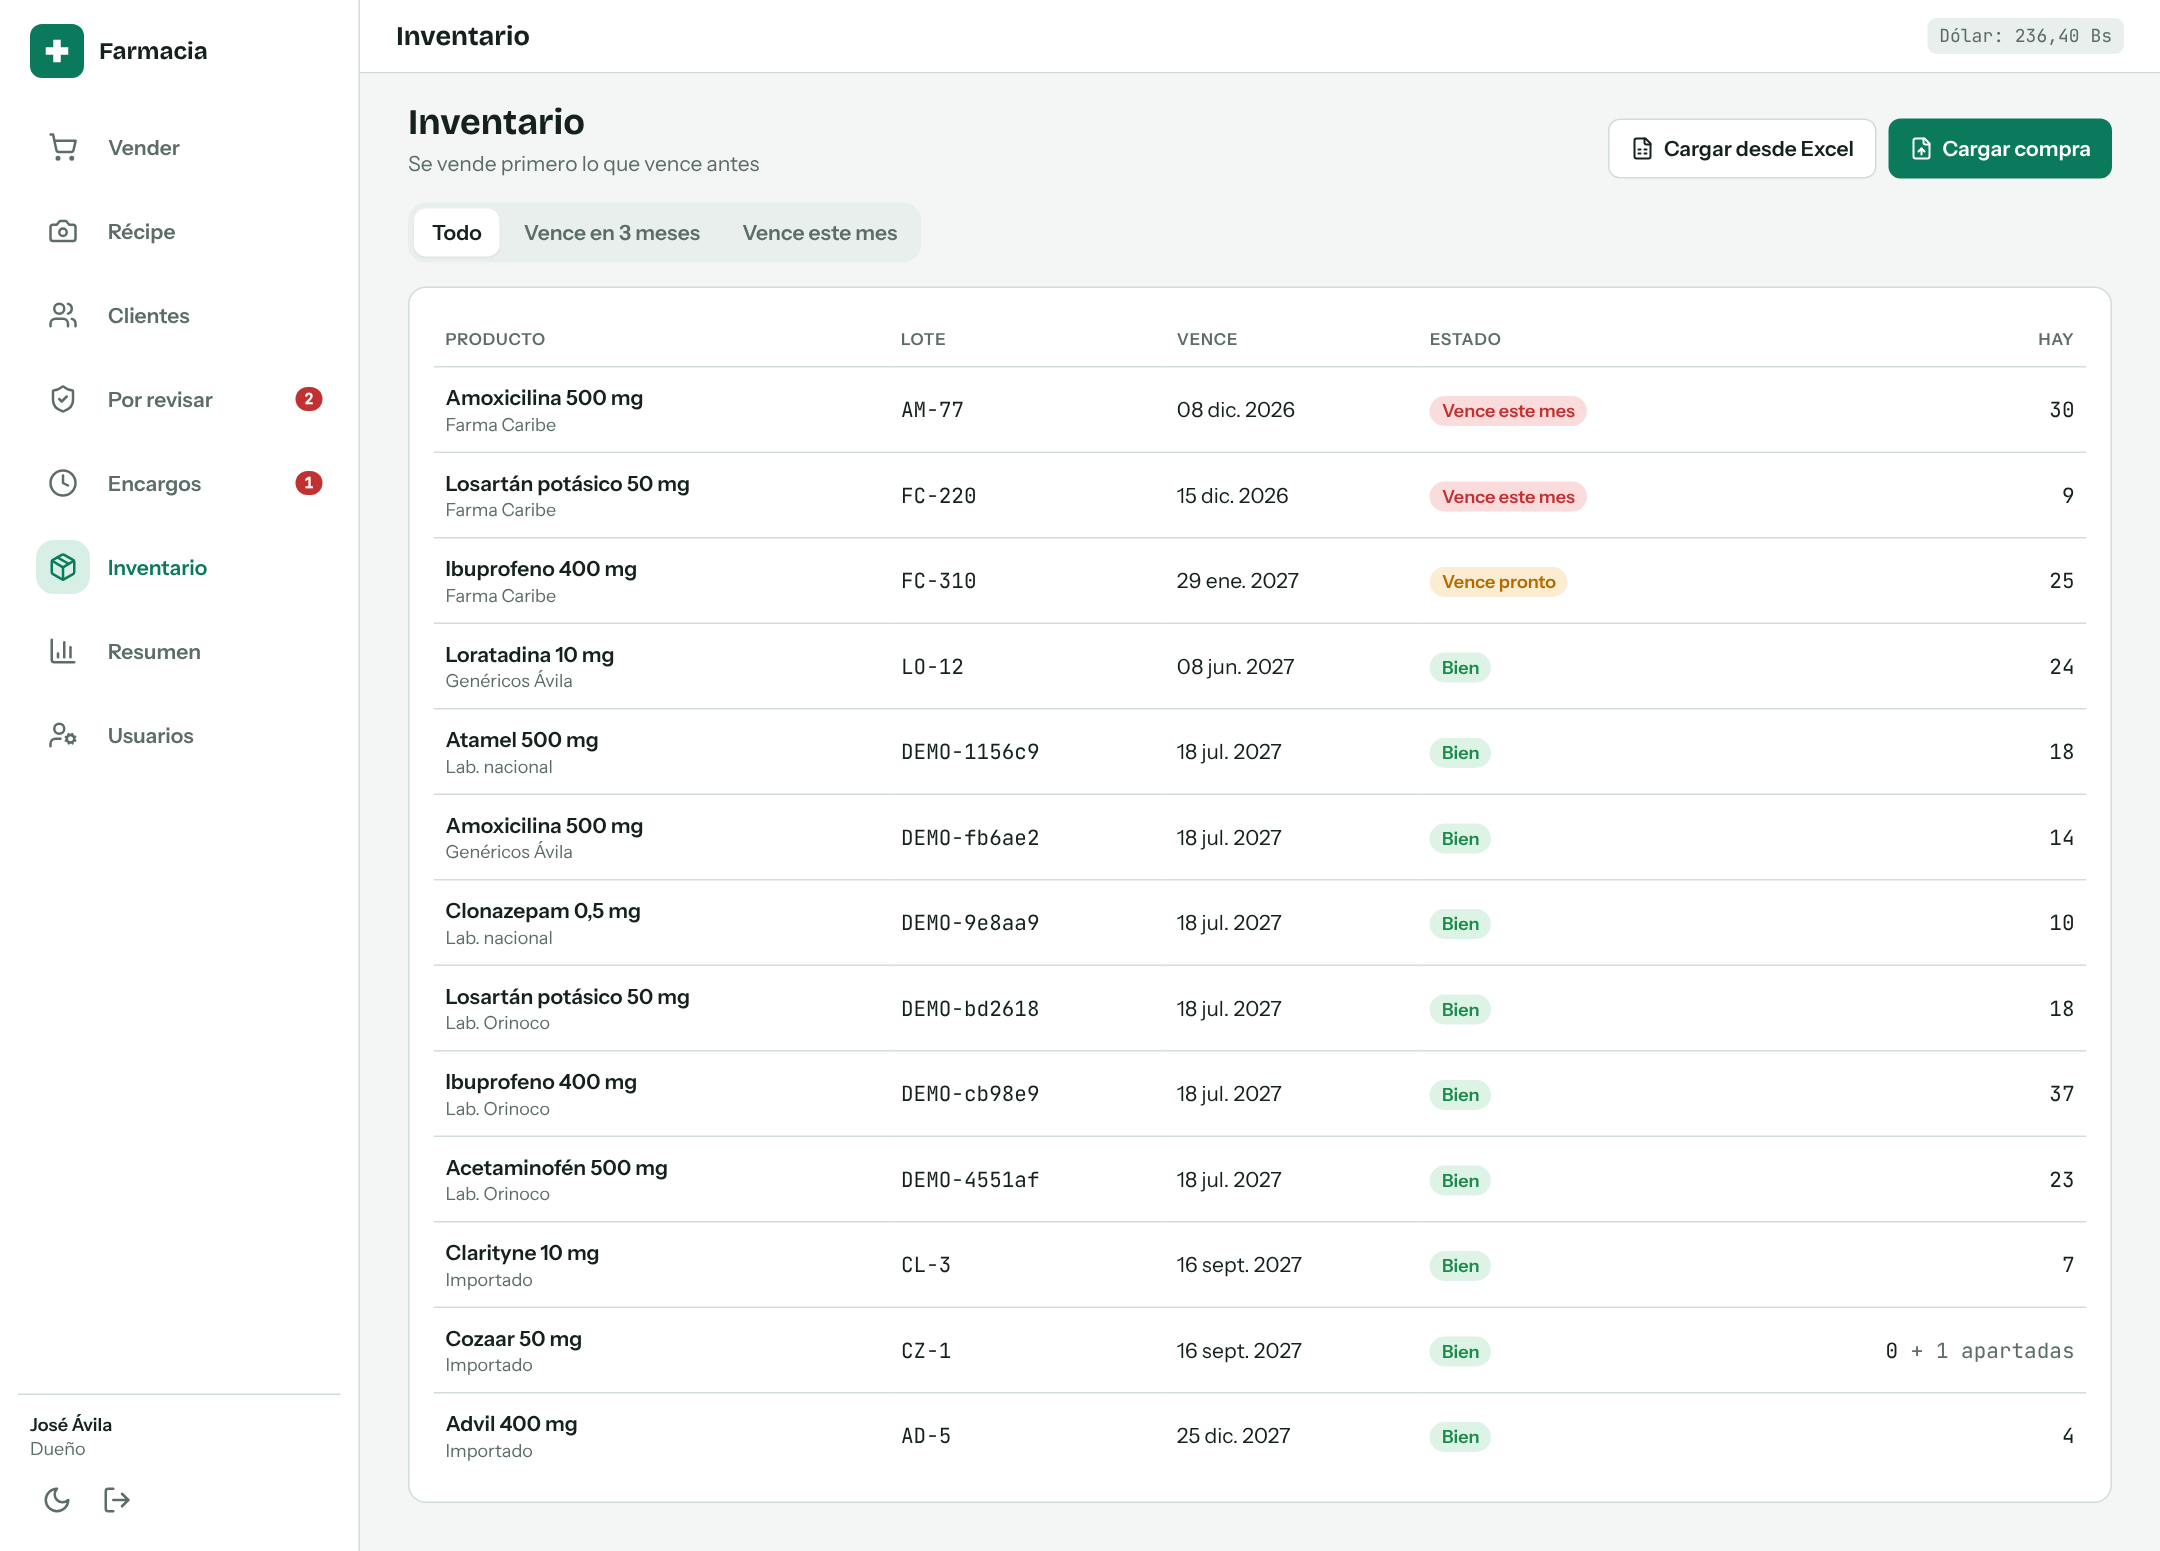 Farmacia
Vender
Récipe
Clientes
Por revisar 2
Encargos 1
Inventario
Resumen
Usuarios
José Ávila
Dueño
Inventario
Dólar: 236,40 Bs
Inventario
Se vende primero lo que vence antes
Cargar desde Excel
Cargar compra
Todo Vence en 3 meses Vence este mes
PRODUCTO LOTE VENCE ESTADO HAY
Amoxicilina 500 mg AM-77 08 dic. 2026 Vence este mes 30
Farma Caribe
Losartán potásico 50 mg FC-220 15 dic. 2026 Vence este mes 9
Farma Caribe
Ibuprofeno 400 mg FC-310 29 ene. 2027 Vence pronto 25
Farma Caribe
Loratadina 10 mg LO-12 08 jun. 2027 Bien 24
Genéricos Ávila
Atamel 500 mg DEMO-1156c9 18 jul. 2027 Bien 18
Lab. nacional
Amoxicilina 500 mg DEMO-fb6ae2 18 jul. 2027 Bien 14
Genéricos Ávila
Clonazepam 0,5 mg DEMO-9e8aa9 18 jul. 2027 Bien 10
Lab. nacional
Losartán potásico 50 mg DEMO-bd2618 18 jul. 2027 Bien 18
Lab. Orinoco
Ibuprofeno 400 mg DEMO-cb98e9 18 jul. 2027 Bien 37
Lab. Orinoco
Acetaminofén 500 mg DEMO-4551af 18 jul. 2027 Bien 23
Lab. Orinoco
Clarityne 10 mg CL-3 16 sept. 2027 Bien 7
Importado
Cozaar 50 mg CZ-1 16 sept. 2027 Bien 0 + 1 apartadas
Importado
Advil 400 mg AD-5 25 dic. 2027 Bien 4
Importado